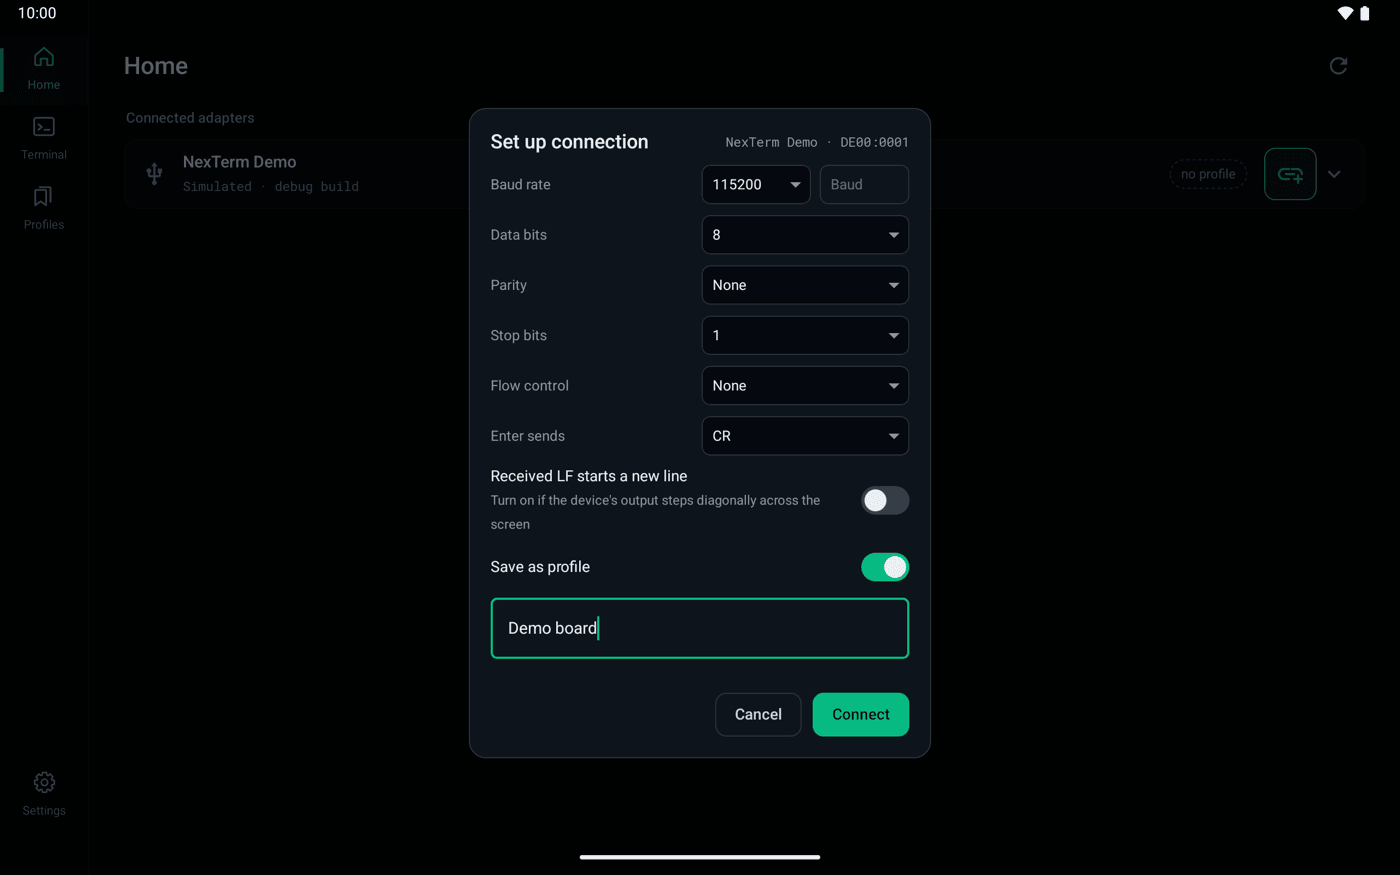 10:00
Home
Home
Connected adapters
Terminal
NexTerm Demo
Simulated · debug build
no profile
Profiles
Set up connection
NexTerm Demo · DE00:0001
Baud rate
115200
Baud
Data bits
8
Parity
None
Stop bits
1
Flow control
None
Enter sends
CR
Received LF starts a new line
Turn on if the device's output steps diagonally across the
screen
Save as profile
Demo board
Cancel
Connect
Settings